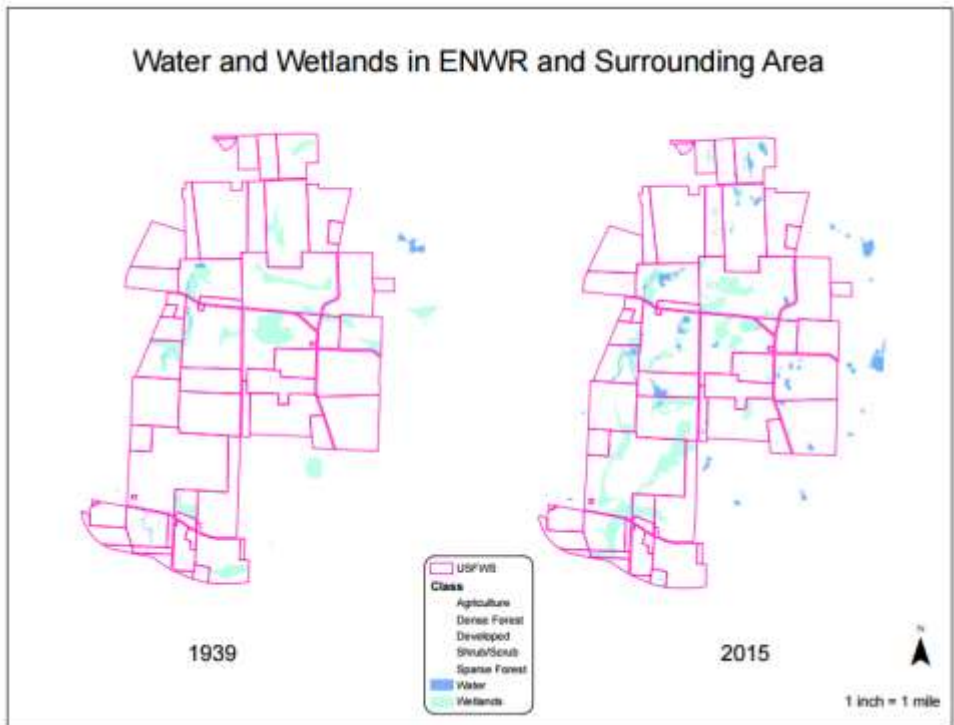 Water and Wetlands in ENWR and Surrounding Area
USFWS
Class
Agriculture
Dense Forest
Developed
Shrub/Scrub
Sparse Forest
Water
Wetlands
1939
2015
N
1 inch = 1 mile